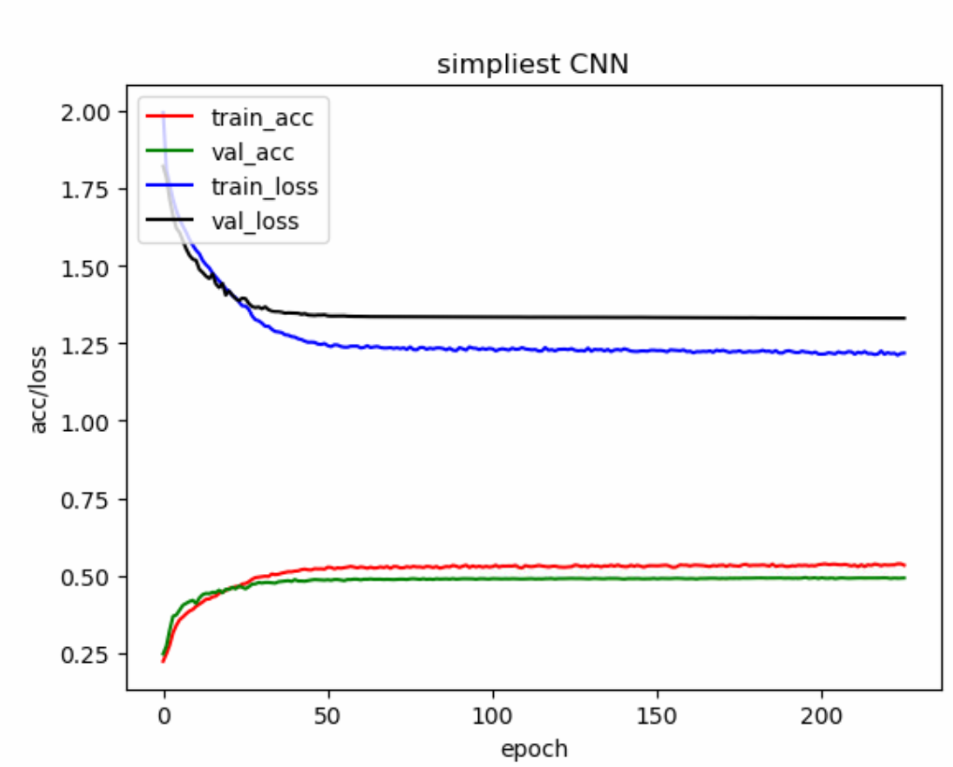 simpliest CNN
train_acc
val_acc
train_loss
val_loss
2.00
1.75
1.50
1.25
1.00
0.75
0.50
0.25
acc/loss
0
50
100
150
200
epoch